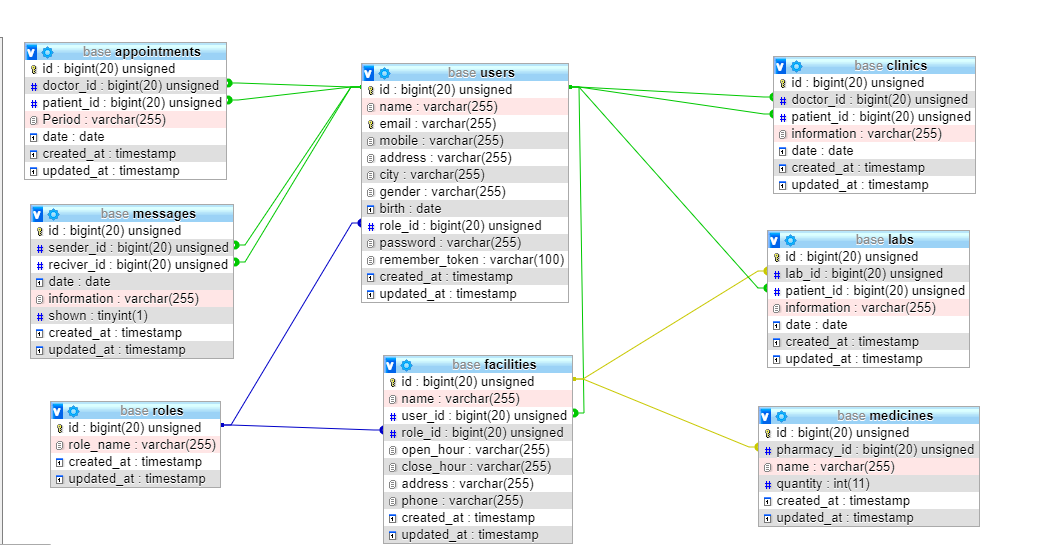 base appointments
id : bigint(20) unsigned
doctor_id : bigint(20) unsigned
patient_id : bigint(20) unsigned
Period : varchar(255)
date : date
created_at : timestamp
updated_at : timestamp
base messages
id : bigint(20) unsigned
sender_id : bigint(20) unsigned
reciver_id : bigint(20) unsigned
date : date
information : varchar(255)
shown : tinyint(1)
created_at : timestamp
updated_at : timestamp
base roles
id : bigint(20) unsigned
role_name : varchar(255)
created_at : timestamp
updated_at : timestamp
base users
id : bigint(20) unsigned
name : varchar(255)
email : varchar(255)
mobile : varchar(255)
address : varchar(255)
city : varchar(255)
gender : varchar(255)
birth : date
role_id : bigint(20) unsigned
password : varchar(255)
remember_token : varchar(100)
created_at : timestamp
updated_at : timestamp
base facilities
id : bigint(20) unsigned
name : varchar(255)
user_id : bigint(20) unsigned
role_id : bigint(20) unsigned
open_hour : varchar(255)
close_hour : varchar(255)
address : varchar(255)
phone : varchar(255)
created_at : timestamp
updated_at : timestamp
base clinics
id : bigint(20) unsigned
doctor_id : bigint(20) unsigned
patient_id : bigint(20) unsigned
information : varchar(255)
date : date
created_at : timestamp
updated_at : timestamp
base labs
id : bigint(20) unsigned
lab_id : bigint(20) unsigned
patient_id : bigint(20) unsigned
information : varchar(255)
date : date
created_at : timestamp
updated_at : timestamp
base medicines
id : bigint(20) unsigned
pharmacy_id : bigint(20) unsigned
name : varchar(255)
quantity : int(11)
created_at : timestamp
updated_at : timestamp